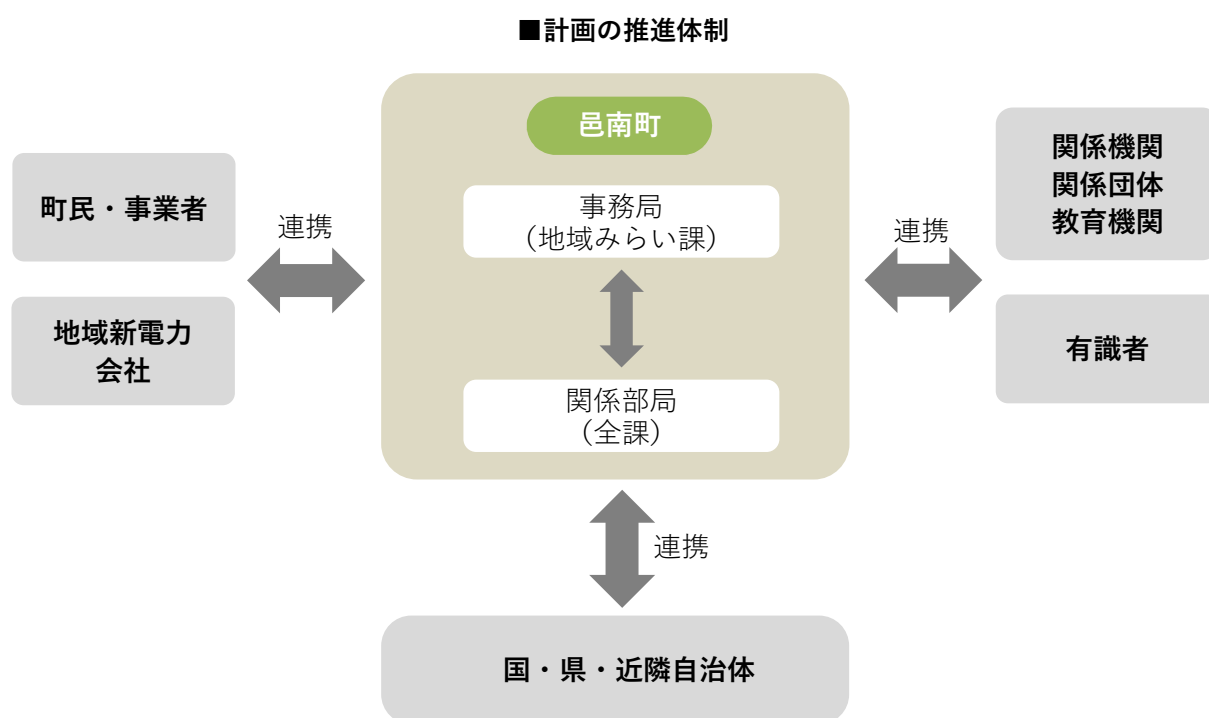 ■計画の推進体制
邑南町
事務局
（地域みらい課）
関係部局
（全課）
町民・事業者
地域新電力
会社
連携
連携
関係機関
関係団体
教育機関
有識者
連携
国・県・近隣自治体